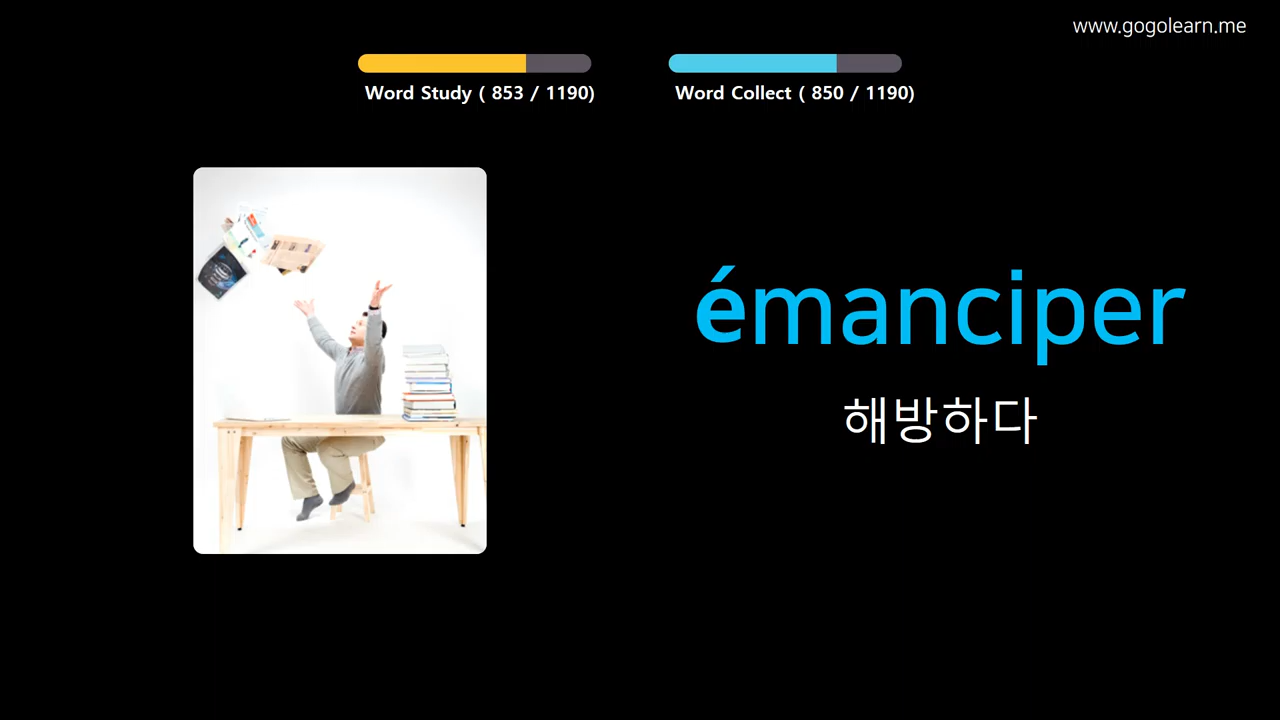 www.gogolearn.me
Word Study ( 853 / 1190)
Word Collect ( 850 / 1190)
émanciper
해방하다